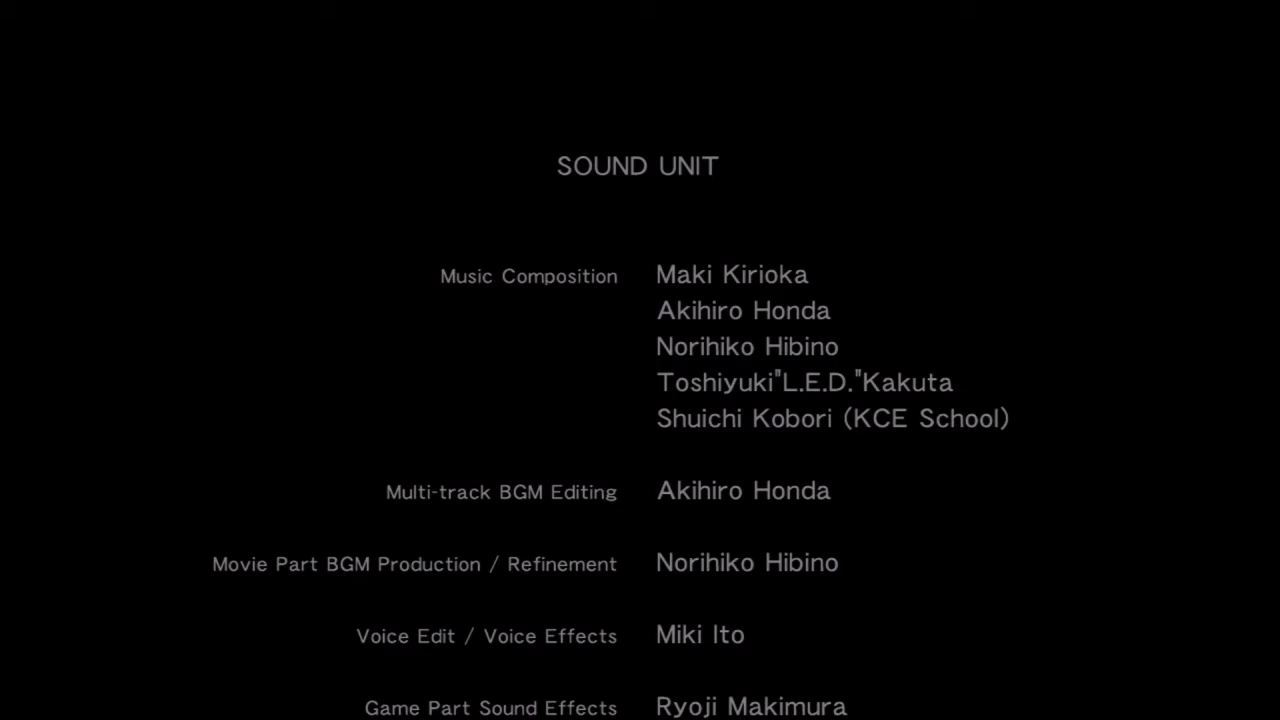 SOUND UNIT
Music Composition Maki Kirioka
Akihiro Honda
Norihiko Hibino
Toshiyuki"L.E.D."Kakuta
Shuichi Kobori (KCE School)
Multi-track BGM Editing Akihiro Honda
Movie Part BGM Production / Refinement Norihiko Hibino
Voice Edit / Voice Effects Miki Ito
Game Part Sound Effects Ryoji Makimura